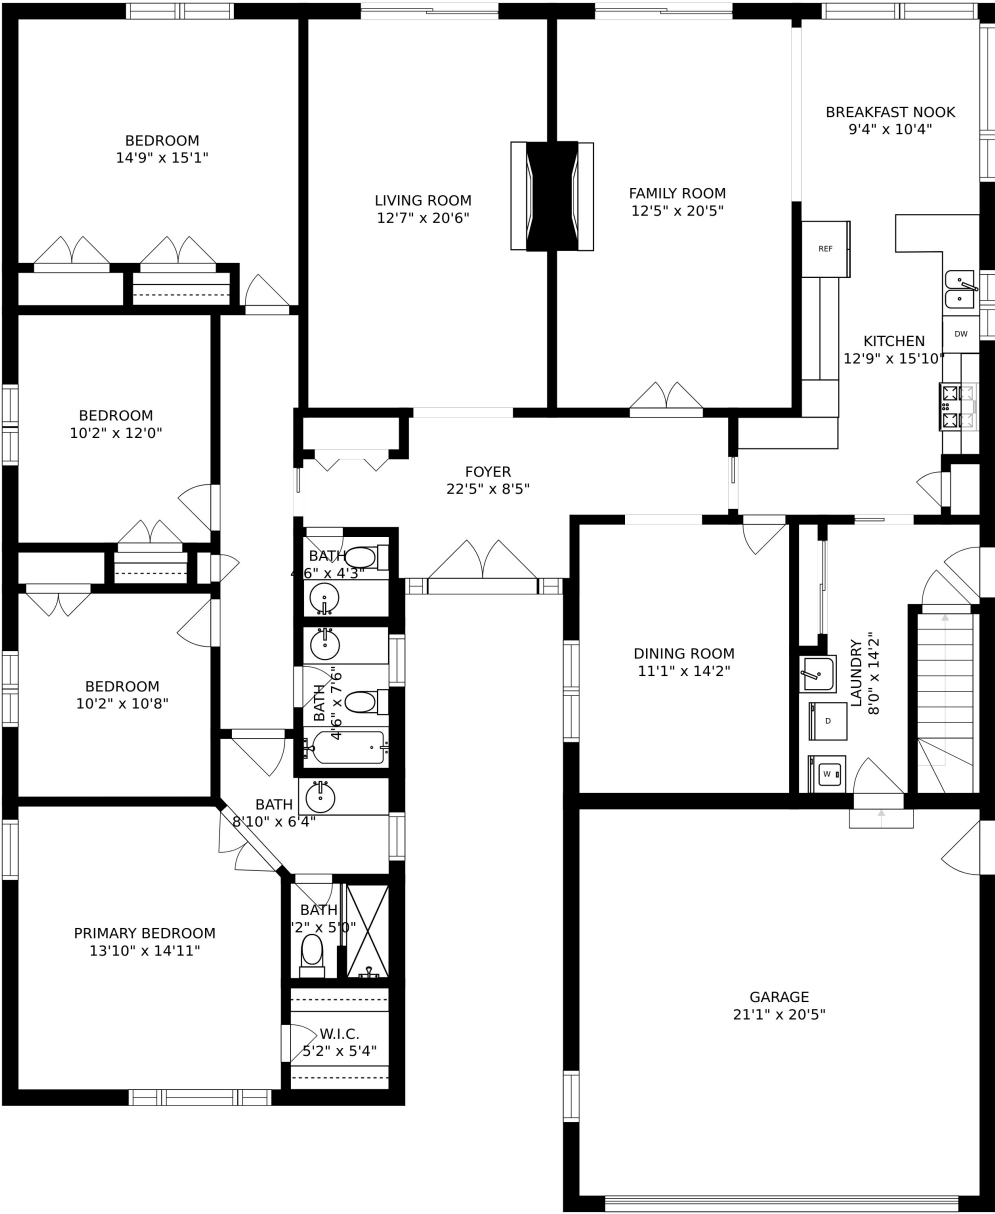 BREAKFAST NOOK
9'4" x 10'4"
BEDROOM
14'9" x 15'1"
LIVING ROOM
12'7" x 20'6"
FAMILY ROOM
12'5" x 20'5"
REF
DW
KITCHEN
12'9" x 15'10"
BEDROOM
10'2" x 12'0"
FOYER
22'5" x 8'5"
BATH
4'6" x 4'3"
DINING ROOM
11'1" x 14'2"
LAUNDRY
8'0" x 14'2"
BEDROOM
10'2" x 10'8"
BATH
4'6" x 7'6"
D
W
BATH
8'10" x 6'4"
BATH
'2" x 5'0"
PRIMARY BEDROOM
13'10" x 14'11"
GARAGE
21'1" x 20'5"
W.I.C.
5'2" x 5'4"